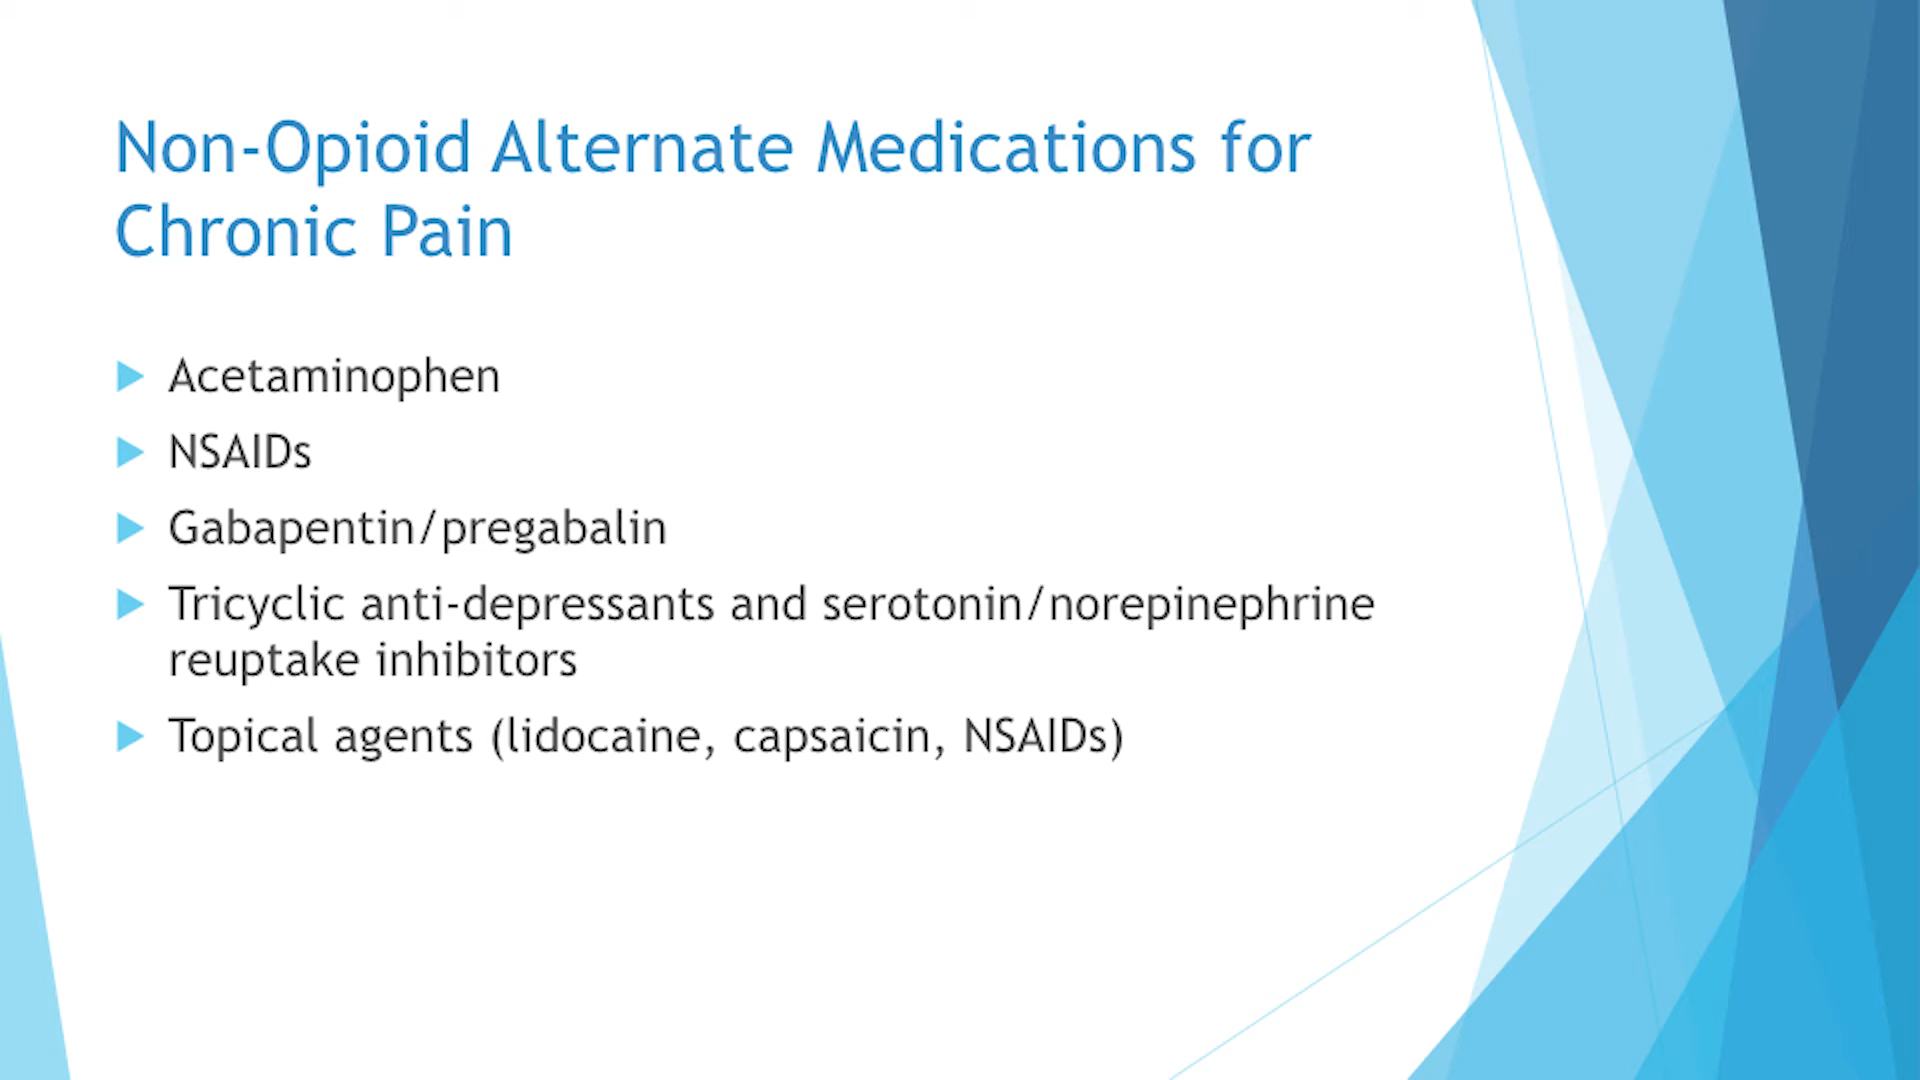 Non-Opioid Alternate Medications for
Chronic Pain
Acetaminophen
NSAIDs
Gabapentin/pregabalin
Tricyclic anti-depressants and serotonin/norepinephrine
reuptake inhibitors
Topical agents (lidocaine, capsaicin, NSAIDs)